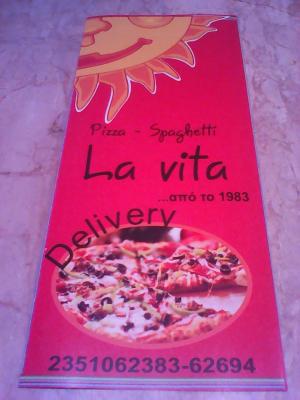 Pizza - Spaghetti
La vita
...από το 1983
Delivery
2351062383-62694